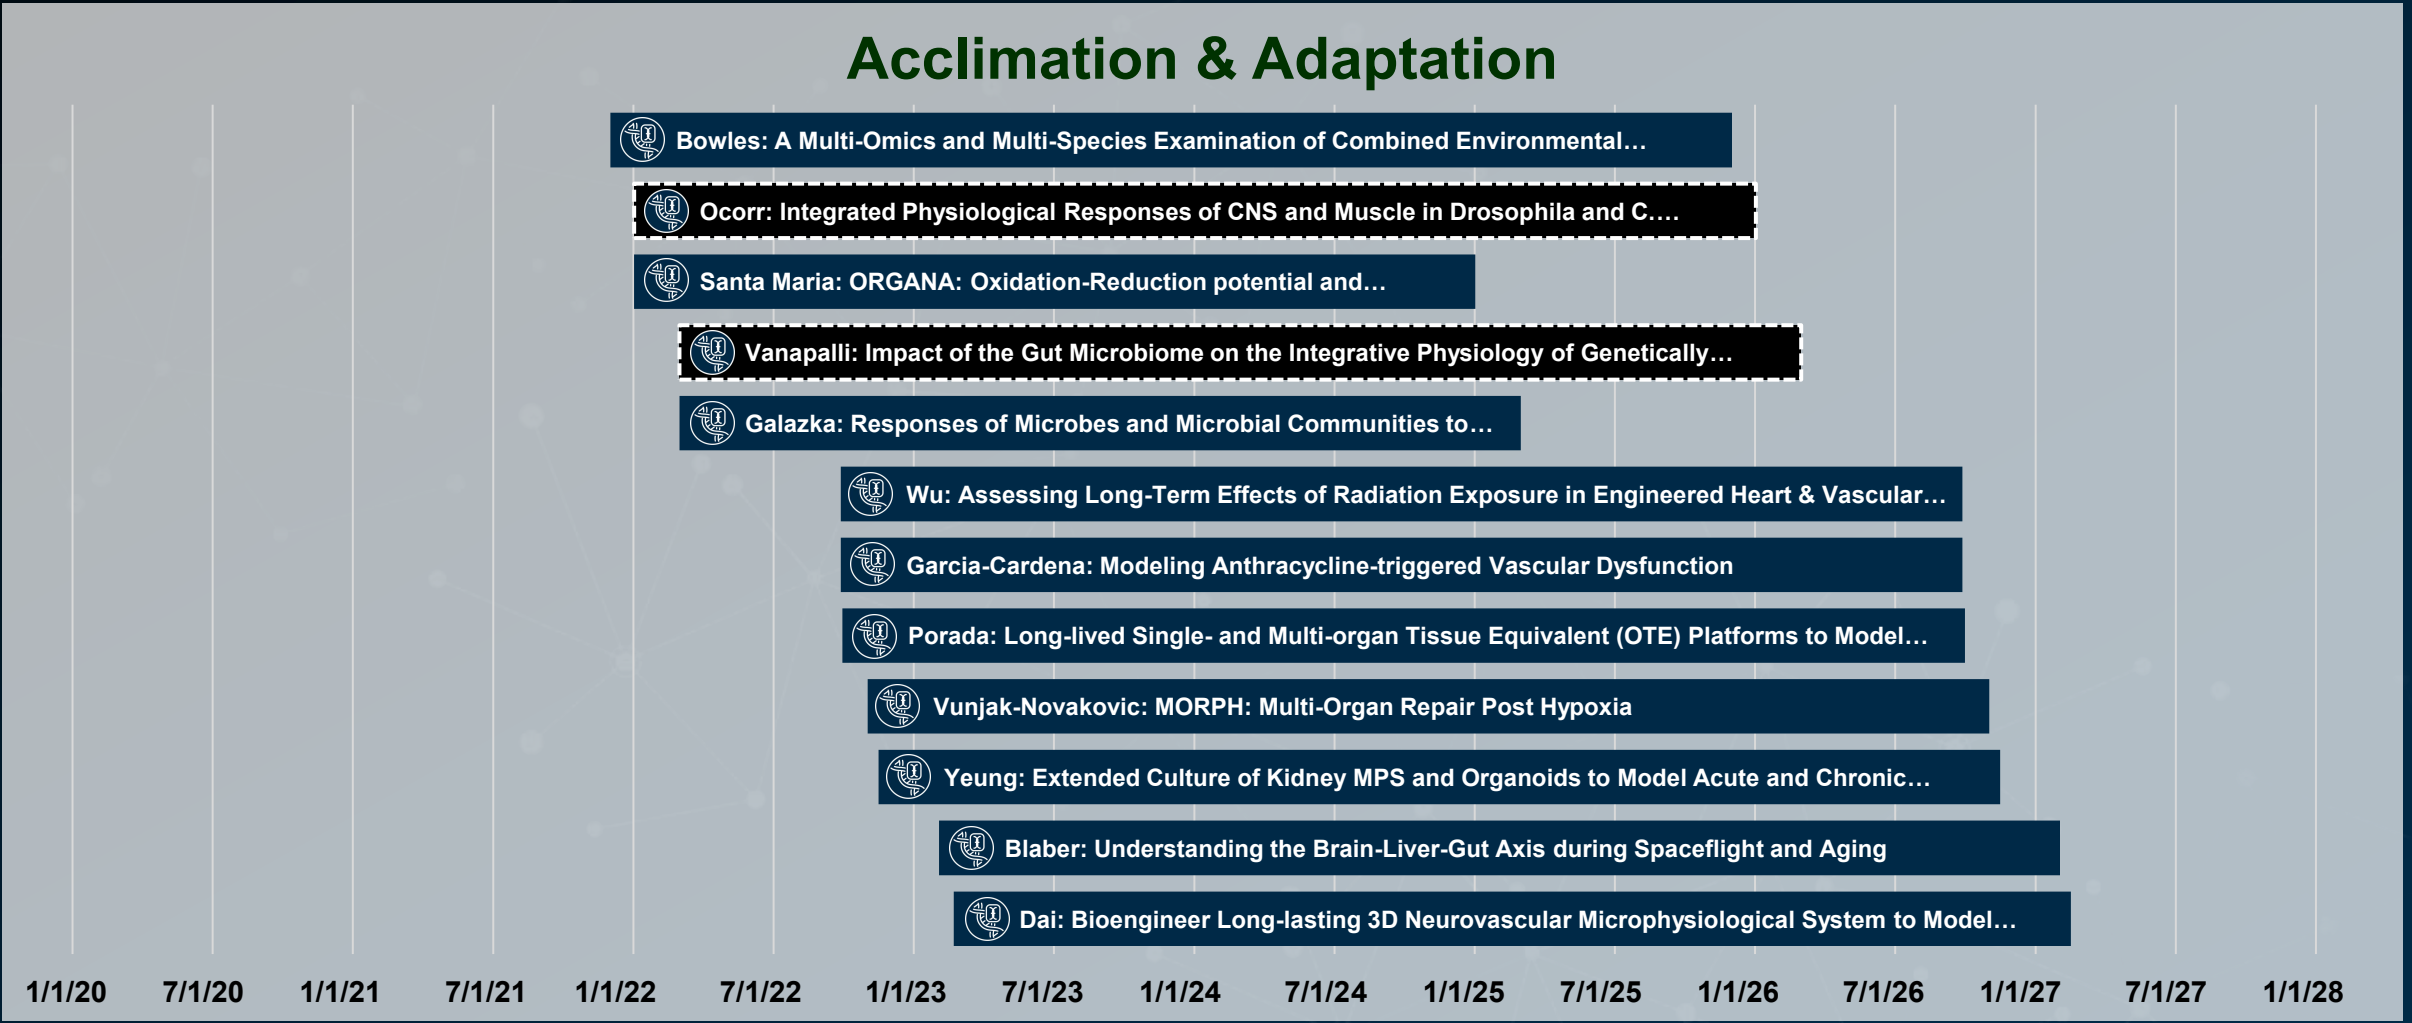 Acclimation & Adaptation
Bowles: A Multi-Omics and Multi-Species Examination of Combined Environmental…
Ocorr: Integrated Physiological Responses of CNS and Muscle in Drosophila and C.…
Santa Maria: ORGANA: Oxidation-Reduction potential and…
Vanapalli: Impact of the Gut Microbiome on the Integrative Physiology of Genetically…
Galazka: Responses of Microbes and Microbial Communities to…
Wu: Assessing Long-Term Effects of Radiation Exposure in Engineered Heart & Vascular…
Garcia-Cardena: Modeling Anthracycline-triggered Vascular Dysfunction
Porada: Long-lived Single- and Multi-organ Tissue Equivalent (OTE) Platforms to Model…
Vunjak-Novakovic: MORPH: Multi-Organ Repair Post Hypoxia
Yeung: Extended Culture of Kidney MPS and Organoids to Model Acute and Chronic…
Blaber: Understanding the Brain-Liver-Gut Axis during Spaceflight and Aging
Dai: Bioengineer Long-lasting 3D Neurovascular Microphysiological System to Model…
1/1/20 7/1/20 1/1/21 7/1/21 1/1/22 7/1/22 1/1/23 7/1/23 1/1/24 7/1/24 1/1/25 7/1/25 1/1/26 7/1/26 1/1/27 7/1/27 1/1/28